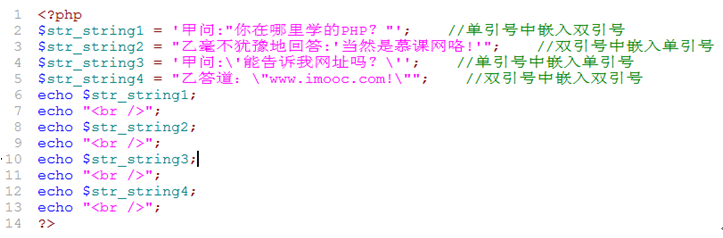 1 <?php
2 $str_string1 = '甲问:"你在哪里学的PHP？"'; //单引号中嵌入双引号
3 $str_string2 = "乙毫不犹豫地回答:'当然是慕课网咯!'"; //双引号中嵌入单引号
4 $str_string3 = '甲问:\'能告诉我网址吗？\''; //单引号中嵌入单引号
5 $str_string4 = "乙答道：\"www.imooc.com!\""; //双引号中嵌入双引号
6 echo $str_string1;
7 echo "<br />";
8 echo $str_string2;
9 echo "<br />";
10 echo $str_string3;
11 echo "<br />";
12 echo $str_string4;
13 echo "<br />";
14 ?>